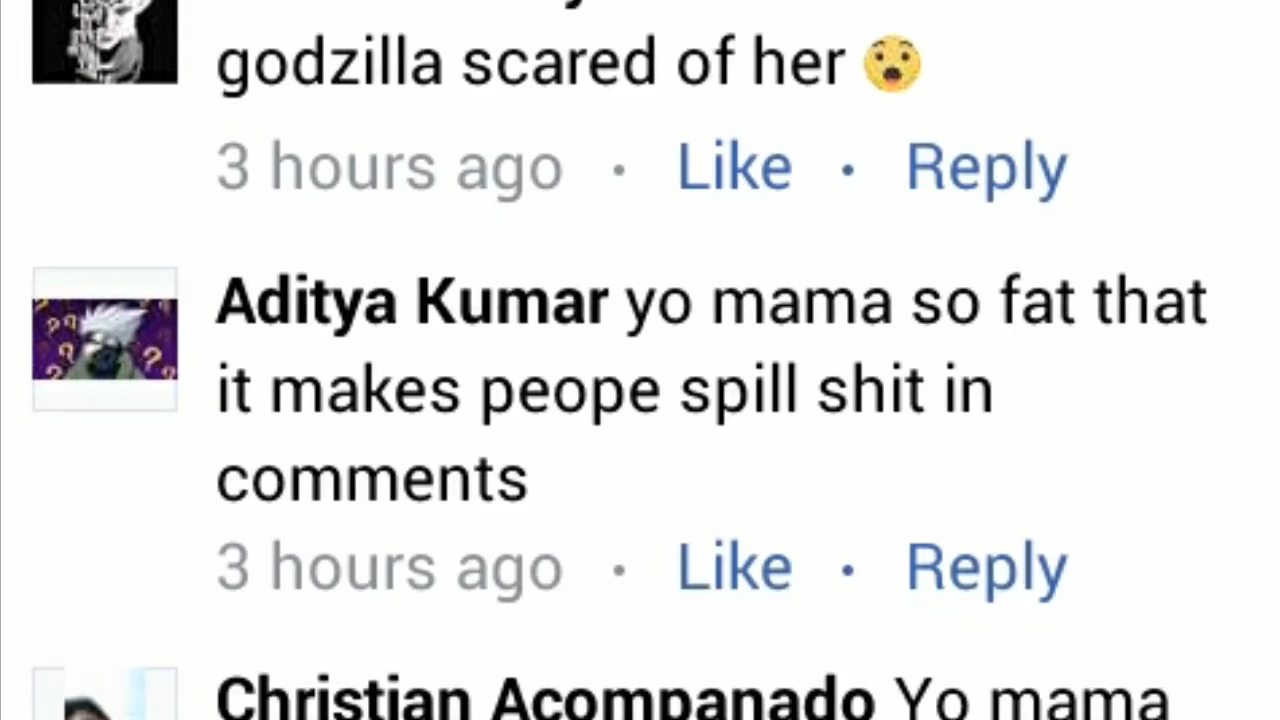 godzilla scared of her 😮
3 hours ago · Like · Reply
Aditya Kumar yo mama so fat that
it makes peope spill shit in
comments
3 hours ago · Like · Reply
Christian Acompanado Yo mama